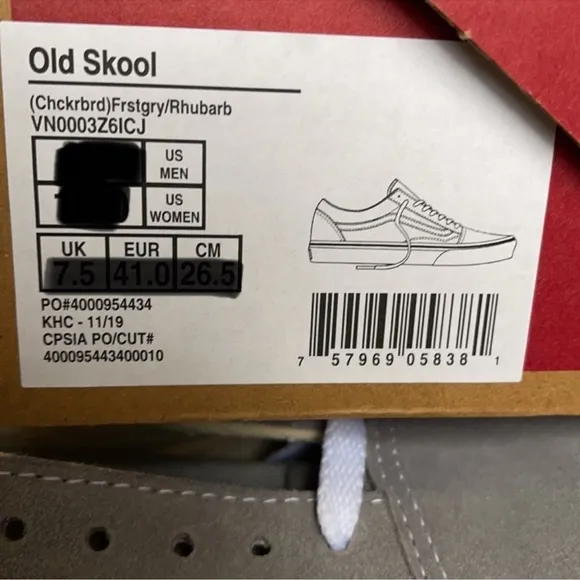 Old Skool
(Chckrbrd)Frstgry/Rhubarb
VN0003Z6ICJ
US
MEN
US
WOMEN
UK EUR CM
7.5 41.0 26.5
PO#4000954434
KHC - 11/19
CPSIA PO/CUT#
400095443400010
7 57969 05838 1